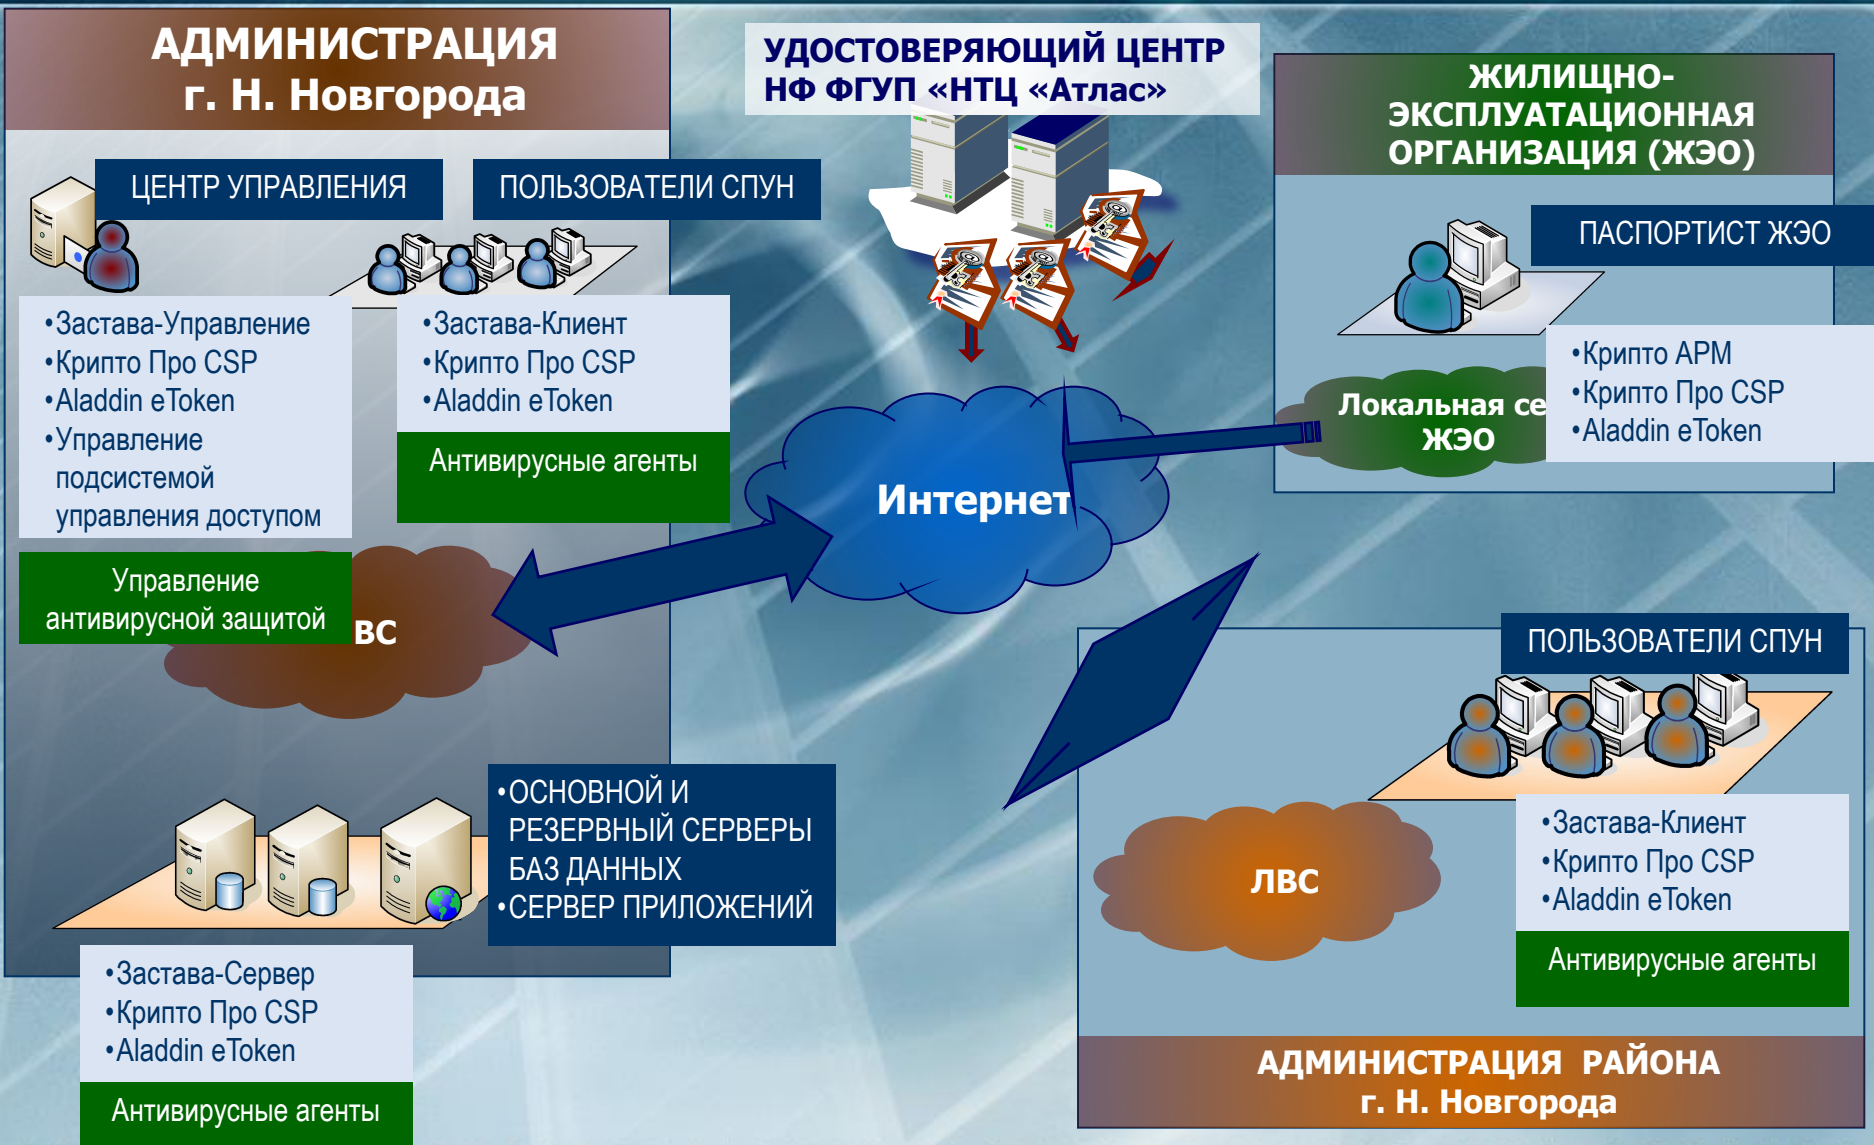 АДМИНИСТРАЦИЯ
г. Н. Новгорода
УДОСТОВЕРЯЮЩИЙ ЦЕНТР
НФ ФГУП «НТЦ «Атлас»
ЖИЛИЩНО-
ЭКСПЛУАТАЦИОННАЯ
ОРГАНИЗАЦИЯ (ЖЭО)
ЦЕНТР УПРАВЛЕНИЯ
ПОЛЬЗОВАТЕЛИ СПУН
ПАСПОРТИСТ ЖЭО
•Застава-Управление
•Крипто Про CSP
•Aladdin eToken
•Управление
подсистемой
управления доступом
Управление
антивирусной защитой
•Застава-Клиент
•Крипто Про CSP
•Aladdin eToken
Антивирусные агенты
•Крипто АРМ
•Крипто Про CSP
•Aladdin eToken
Локальная се
ЖЭО
Интернет
ВС
ПОЛЬЗОВАТЕЛИ СПУН
•ОСНОВНОЙ И
РЕЗЕРВНЫЙ СЕРВЕРЫ
БАЗ ДАННЫХ
•СЕРВЕР ПРИЛОЖЕНИЙ
ЛВС
•Застава-Клиент
•Крипто Про CSP
•Aladdin eToken
Антивирусные агенты
•Застава-Сервер
•Крипто Про CSP
•Aladdin eToken
Антивирусные агенты
АДМИНИСТРАЦИЯ РАЙОНА
г. Н. Новгорода